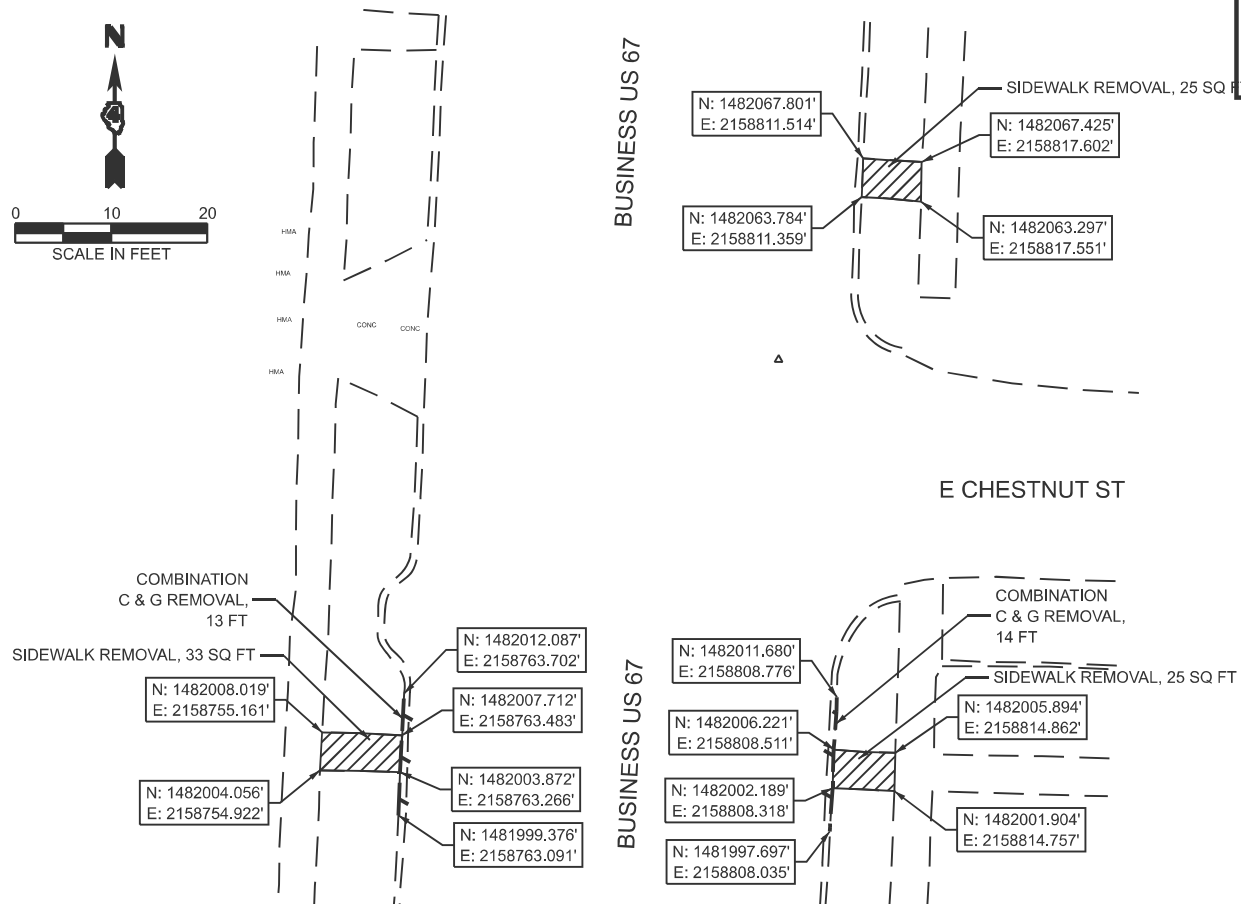 N
4
0 10 20
SCALE IN FEET
HMA
HMA
HMA
HMA
CONC
CONC
BUSINESS US 67
SIDEWALK REMOVAL, 25 SQ
N: 1482067.801'
E: 2158811.514'
N: 1482067.425'
E: 2158817.602'
N: 1482063.784'
E: 2158811.359'
N: 1482063.297'
E: 2158817.551'
E CHESTNUT ST
COMBINATION
C & G REMOVAL,
13 FT
SIDEWALK REMOVAL, 33 SQ FT
N: 1482012.087'
E: 2158763.702'
N: 1482008.019'
E: 2158755.161'
N: 1482007.712'
E: 2158763.483'
N: 1482004.056'
E: 2158754.922'
N: 1482003.872'
E: 2158763.266'
N: 1481999.376'
E: 2158763.091'
BUSINESS US 67
COMBINATION
C & G REMOVAL,
14 FT
SIDEWALK REMOVAL, 25 SQ FT
N: 1482011.680'
E: 2158808.776'
N: 1482006.221'
E: 2158808.511'
N: 1482005.894'
E: 2158814.862'
N: 1482002.189'
E: 2158808.318'
N: 1482001.904'
E: 2158814.757'
N: 1481997.697'
E: 2158808.035'